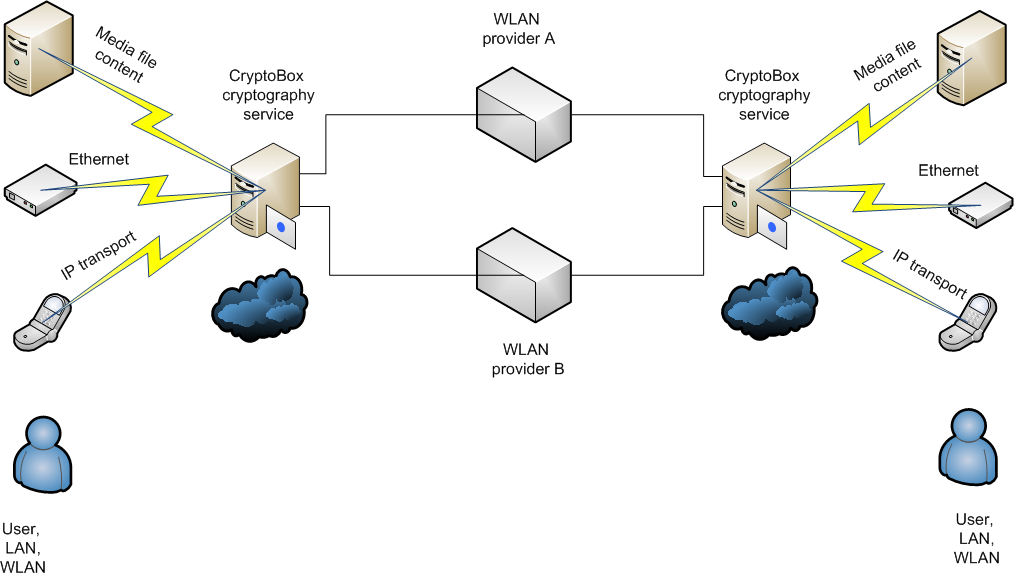 WLAN
provider A
Media file
content
CryptoBox
cryptography
service
CryptoBox
cryptography
service
Media file
content
Ethernet
Ethernet
IP transport
IP transport
WLAN
provider B
User,
LAN,
WLAN
User,
LAN,
WLAN